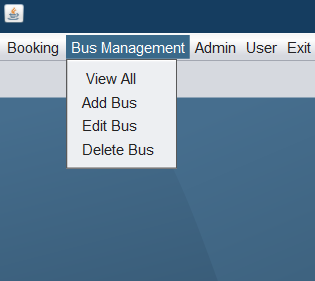 Booking Bus Management Admin User Exit
View All
Add Bus
Edit Bus
Delete Bus